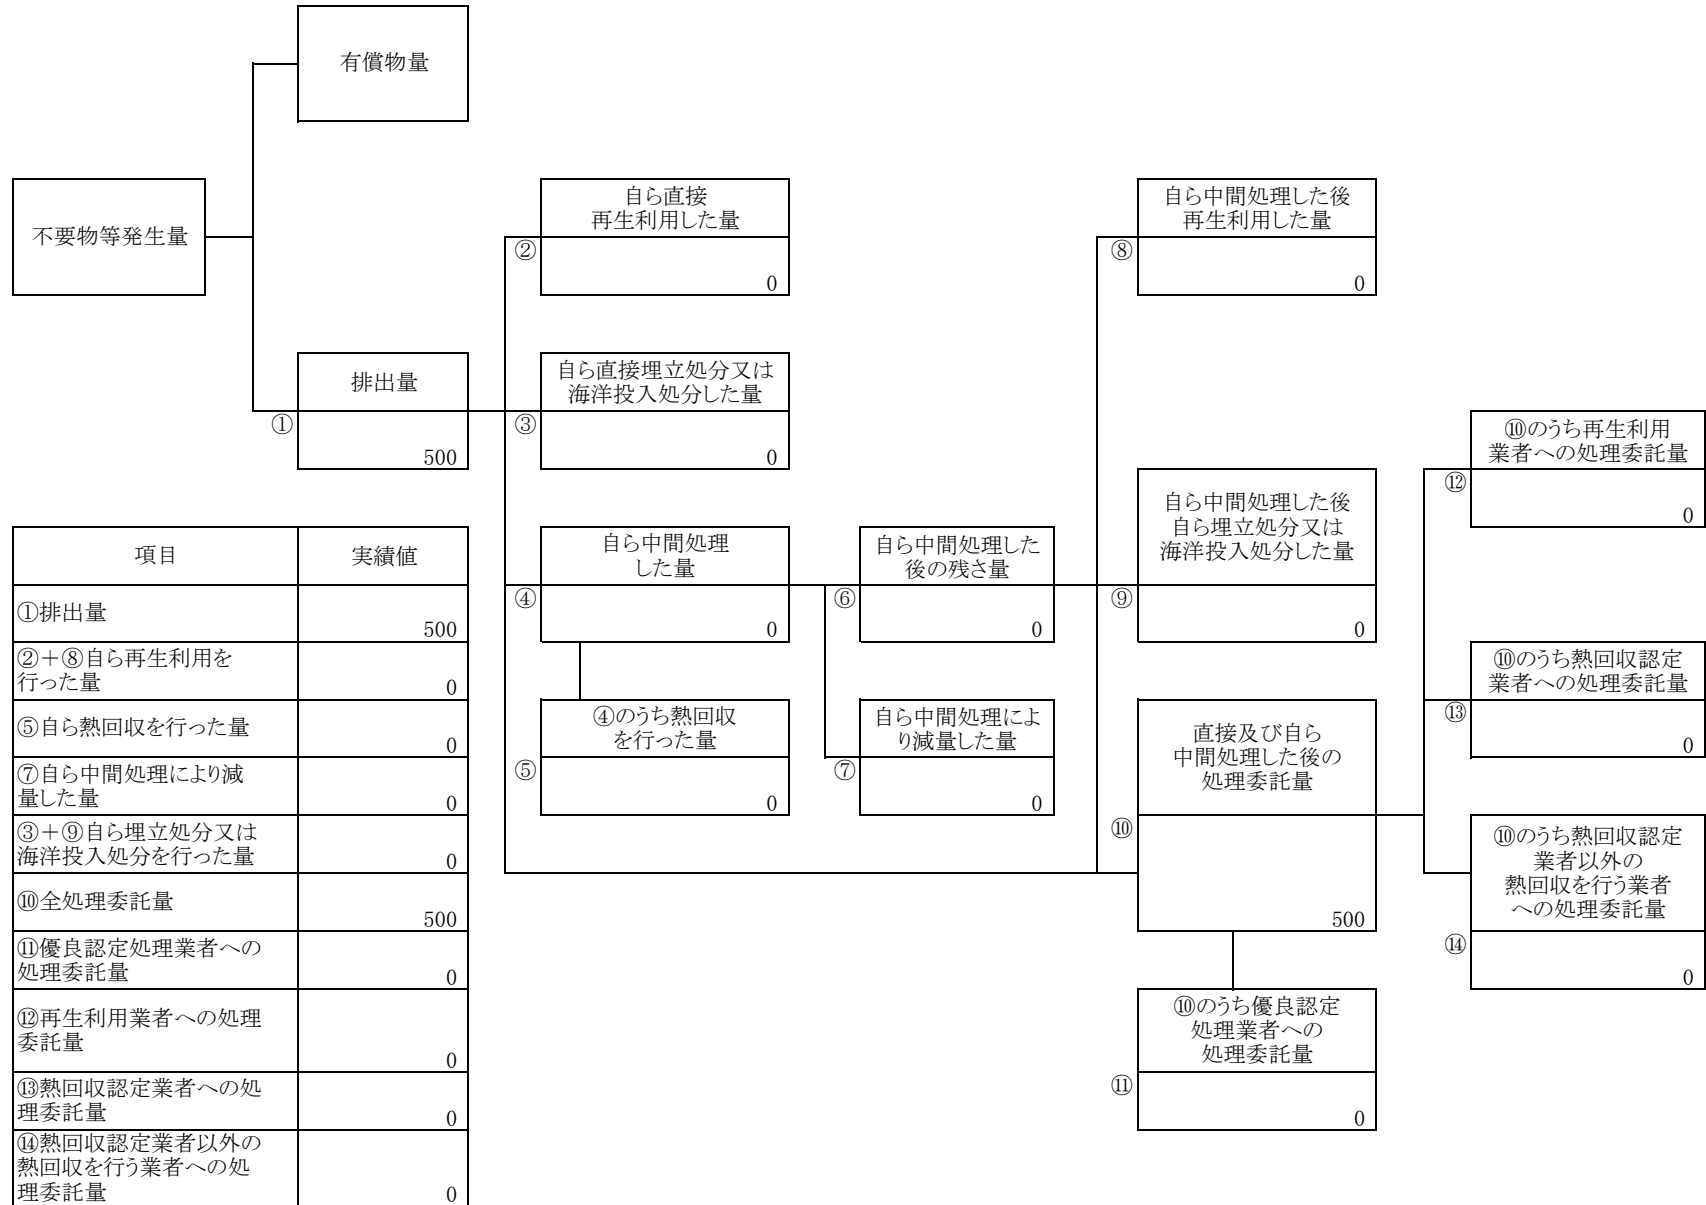 有償物量
不要物等発生量
自ら直接
再生利用した量
②
0
自ら中間処理した後
再生利用した量
⑧
0
排出量
①
500
自ら直接埋立処分又は
海洋投入処分した量
③
0
⑩のうち再生利用
業者への処理委託量
⑫
0
自ら中間処理
した量
④
0
自ら中間処理した
後の残さ量
⑥
0
自ら中間処理した後
自ら埋立処分又は
海洋投入処分した量
⑨
0
⑩のうち熱回収認定
業者への処理委託量
⑬
0
④のうち熱回収
を行った量
⑤
0
自ら中間処理によ
り減量した量
⑦
0
直接及び自ら
中間処理した後の
処理委託量
⑩
500
⑩のうち熱回収認定
業者以外の
熱回収を行う業者
への処理委託量
⑭
0
⑩のうち優良認定
処理業者への
処理委託量
⑪
0
項目 実績値
①排出量
500
②+⑧自ら再生利用を
行った量
0
⑤自ら熱回収を行った量
0
⑦自ら中間処理により減
量した量
0
③+⑨自ら埋立処分又は
海洋投入処分を行った量
0
⑩全処理委託量
500
⑪優良認定処理業者への
処理委託量
0
⑫再生利用業者への処理
委託量
0
⑬熱回収認定業者への処
理委託量
0
⑭熱回収認定業者以外の
熱回収を行う業者への処
理委託量
0